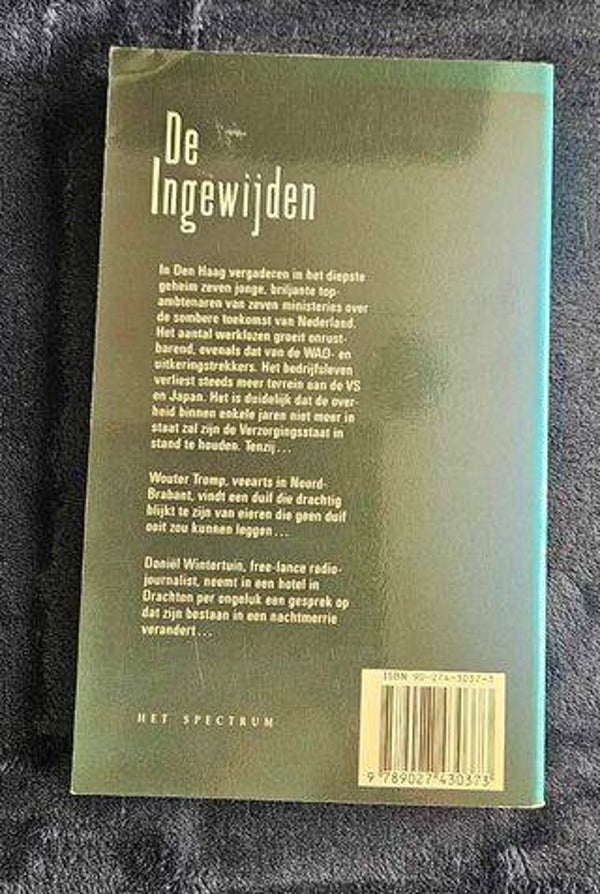 De
Ingewijden
In Den Haag vergaderen in het diepste
geheim zeven jonge, briljante top-
ambtenaren van zeven ministeries over
de sombere toekomst van Nederland.
Het aantal werklozen groeit onrust-
barend, evenals dat van de WAO- en
uitkeringstrekkers. Het bedrijfsleven
verliest steeds meer terrein aan de VS
en Japan. Het is duidelijk dat de over-
heid binnen enkele jaren niet meer in
staat zal zijn de Verzorgingsstaat in
stand te houden. Tenzij...
Wouter Tromp, veearts in Noord-
Brabant, vindt een duif die drachtig
blijkt te zijn van eieren die geen duif
ooit zou kunnen leggen...
Daniël Wintertuin, free-lance radio-
journalist, neemt in een hotel in
Drachten per ongeluk een gesprek op
dat zijn bestaan in een nachtmerrie
verandert...
HET SPECTRUM
ISBN 90-274-3037-3
9 789027 430373